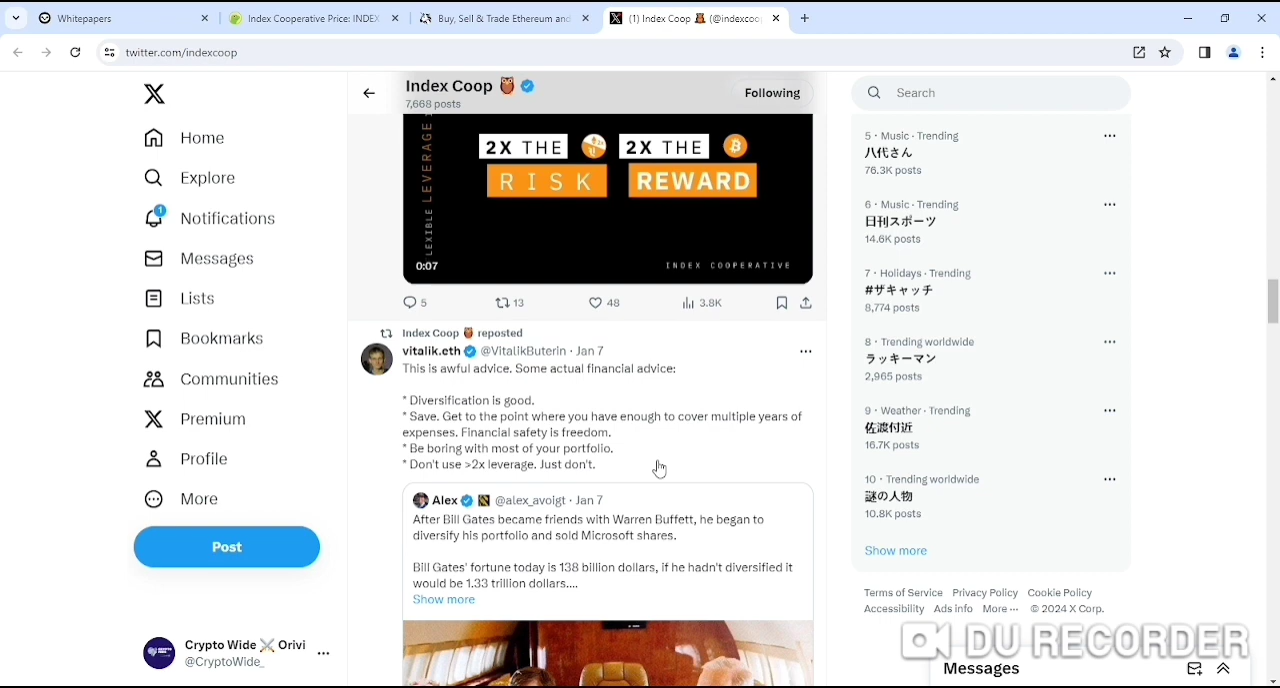 Whitepapers
Index Cooperative Price: INDEX
Buy, Sell & Trade Ethereum and
(1) Index Coop 🦉 (@indexcoop
twitter.com/indexcoop
Home
Explore
1
Notifications
Messages
Lists
Bookmarks
Communities
Premium
Profile
More
Post
Crypto Wide ⚔️ Orivi
@CryptoWide_
Index Coop 🦉
7,668 posts
Following
2X THE 2X THE
RISK REWARD
LEXIBLE LEVERAGE
0:07
INDEX COOPERATIVE
5 13 48 3.8K
Index Coop 🦉 reposted
vitalik.eth @VitalikButerin · Jan 7
This is awful advice. Some actual financial advice:
* Diversification is good.
* Save. Get to the point where you have enough to cover multiple years of
expenses. Financial safety is freedom.
* Be boring with most of your portfolio.
* Don't use >2x leverage. Just don't.
Alex @alex_avoigt · Jan 7
After Bill Gates became friends with Warren Buffett, he began to
diversify his portfolio and sold Microsoft shares.
Bill Gates' fortune today is 138 billion dollars, if he hadn't diversified it
would be 1.33 trillion dollars....
Show more
Search
5 · Music · Trending
八代さん
76.3K posts
6 · Music · Trending
日刊スポーツ
14.6K posts
7 · Holidays · Trending
#ザキャッチ
8,774 posts
8 · Trending worldwide
ラッキーマン
2,965 posts
9 · Weather · Trending
佐渡付近
16.7K posts
10 · Trending worldwide
謎の人物
10.8K posts
Show more
Terms of Service Privacy Policy Cookie Policy
Accessibility Ads info More ··· © 2024 X Corp.
DU RECORDER
Messages